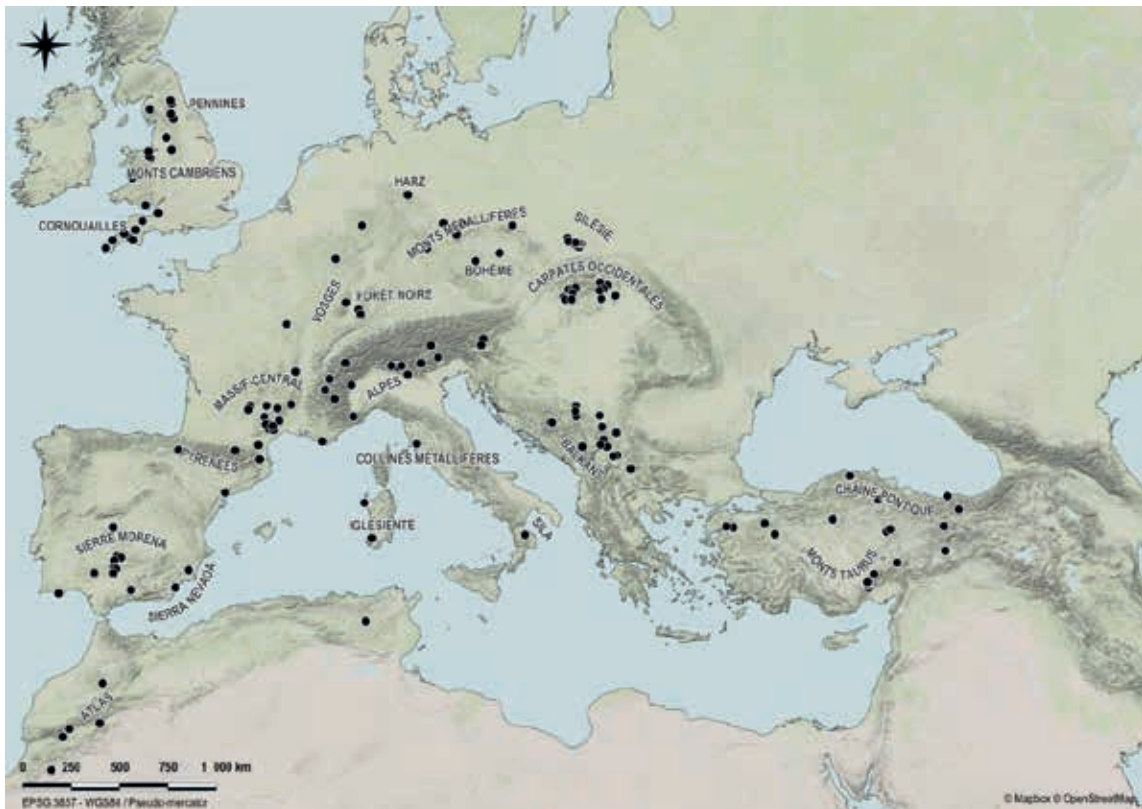 PENNINES
MONTS CAMBRIENS
CORNOUAILLES
HARZ
MONTS MÉTALLIFÈRES
SILÉSIE
BOHÊME
CARPATES OCCIDENTALES
VOSGES
FORÊT NOIRE
MASSIF-CENTRAL
ALPES
PYRÉNÉES
COLLINES MÉTALLIFÈRES
BALKANS
CHAÎNE PONTIQUE
IGLESIENTE
SILA
SIERRE MORENA
MONTS TAURUS
SIERRA NEVADA
ATLAS
0 250 500 750 1 000 km
EPSG:3857 - WGS84 / Pseudo-mercator
© Mapbox © OpenStreetMap